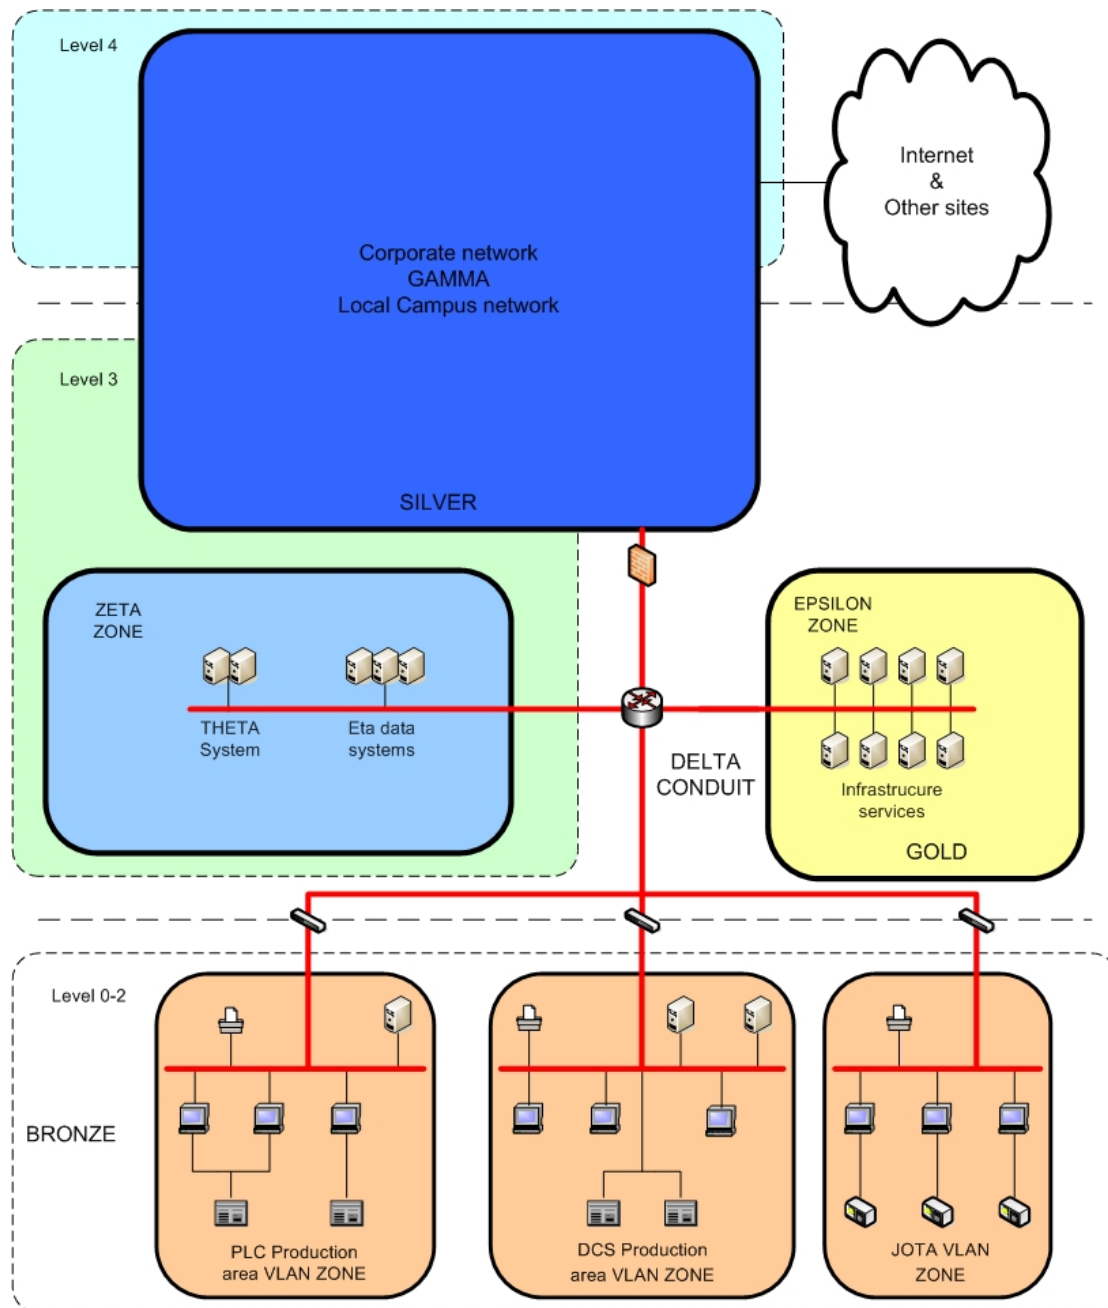 Level 4
Internet
&
Other sites
Corporate network
GAMMA
Local Campus network
Level 3
SILVER
ZETA
ZONE
THETA
System
Eta data
systems
EPSILON
ZONE
Infrastrucure
services
GOLD
DELTA
CONDUIT
Level 0-2
BRONZE
PLC Production
area VLAN ZONE
DCS Production
area VLAN ZONE
JOTA VLAN
ZONE